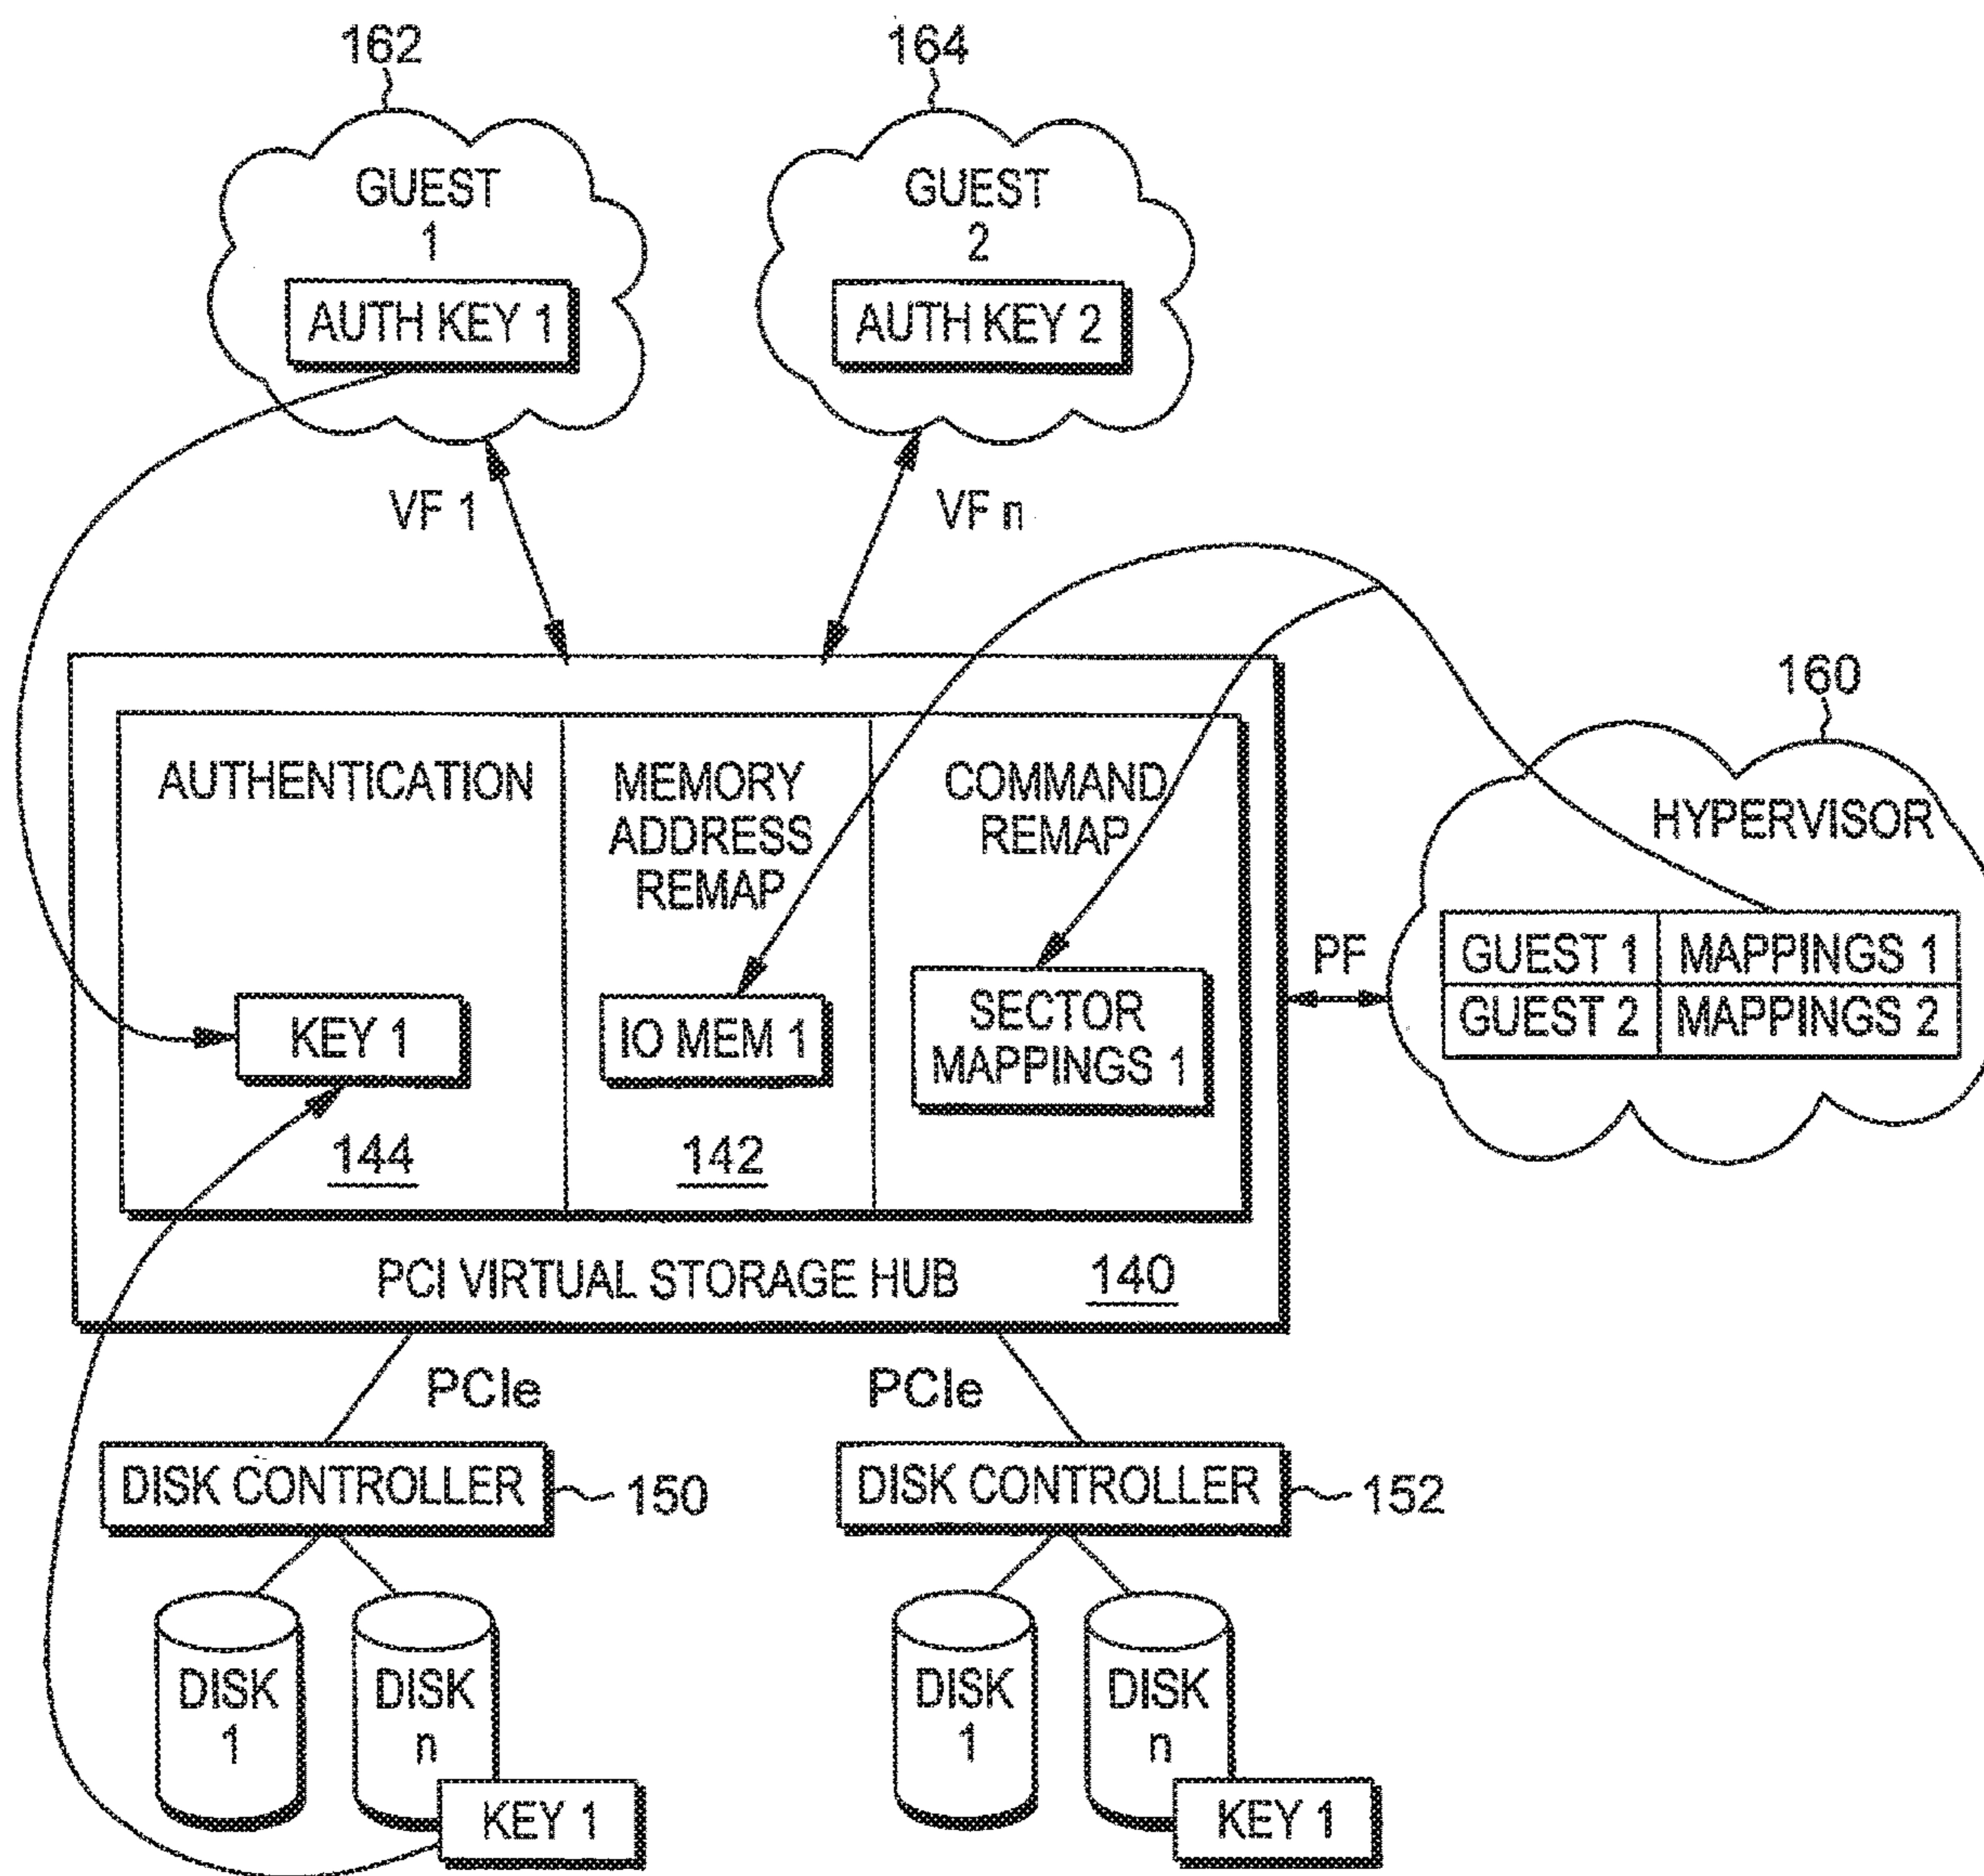 162
164
GUEST
1
AUTH KEY 1
GUEST
2
AUTH KEY 2
VF 1
VF n
160
AUTHENTICATION
MEMORY
ADDRESS
REMAP
COMMAND
REMAP
HYPERVISOR
GUEST 1 MAPPINGS 1
GUEST 2 MAPPINGS 2
PF
KEY 1
IO MEM 1
SECTOR
MAPPINGS 1
144
142
PCI VIRTUAL STORAGE HUB 140
PCIe
PCIe
DISK CONTROLLER
150
DISK CONTROLLER
152
DISK
1
DISK
n
KEY 1
DISK
1
DISK
n
KEY 1